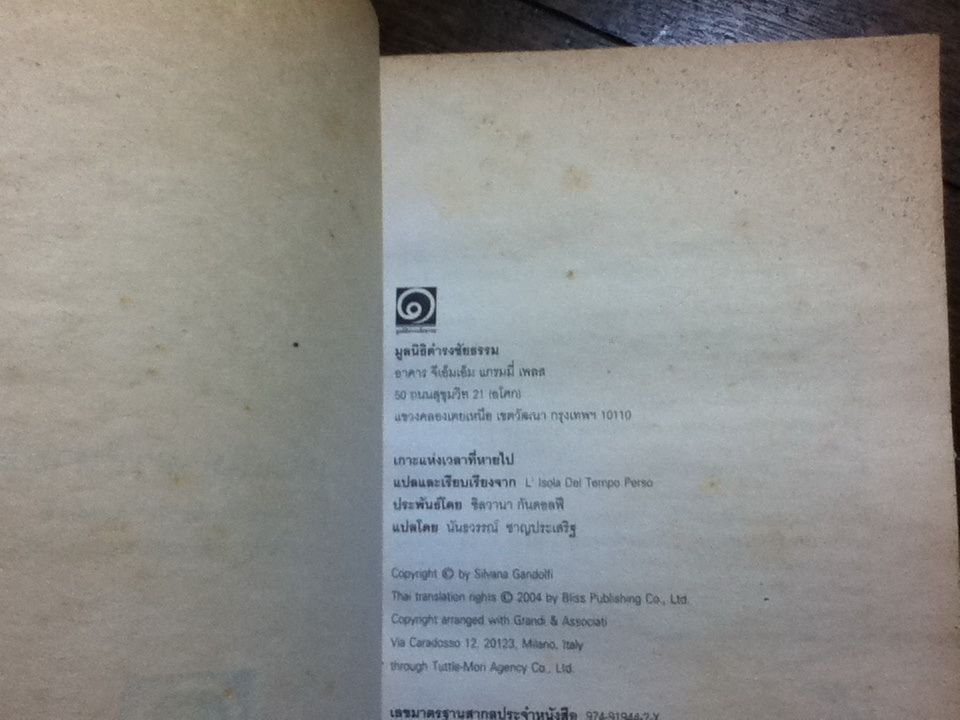 มูลนิธิดำรงชัยธรรม
อาคาร จีเอ็มเอ็ม แกรมมี่ เพลส
50 ถนนสุขุมวิท 21 (อโศก)
แขวงคลองเตยเหนือ เขตวัฒนา กรุงเทพฯ 10110
เกาะแห่งเวลาที่หายไป
แปลและเรียบเรียงจาก L' Isola Del Tempo Perso
ประพันธ์โดย ซิลวานา กันดอลฟี
แปลโดย นันธวรรณ์ ชาญประเสริฐ
Copyright © by Silvana Gandolfi
Thai translation rights © 2004 by Bliss Publishing Co., Ltd.
Copyright arranged with Grandi & Associati
Via Caradosso 12, 20123, Milano, Italy
through Tuttle-Mori Agency Co., Ltd.
เลขมาตรฐานสากลประจำหนังสือ 974-91944-2-X